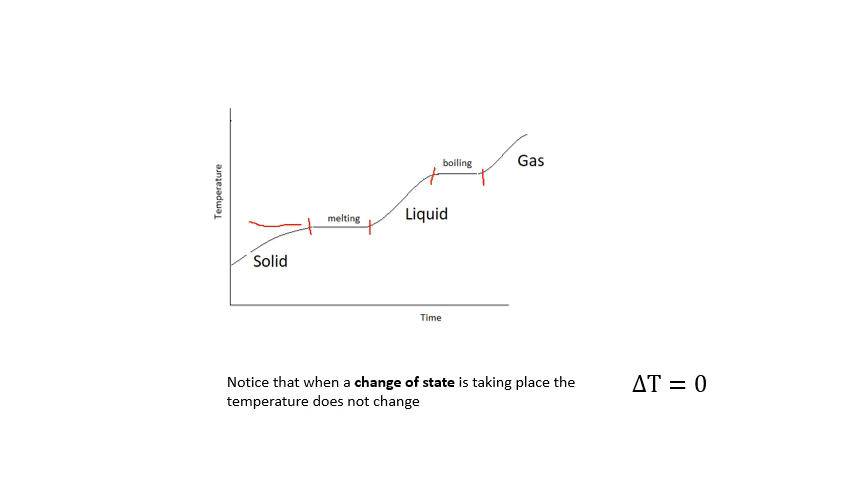 boiling
Gas
Temperature
melting
Liquid
Solid
Time
Notice that when a change of state is taking place the
temperature does not change
ΔT = 0